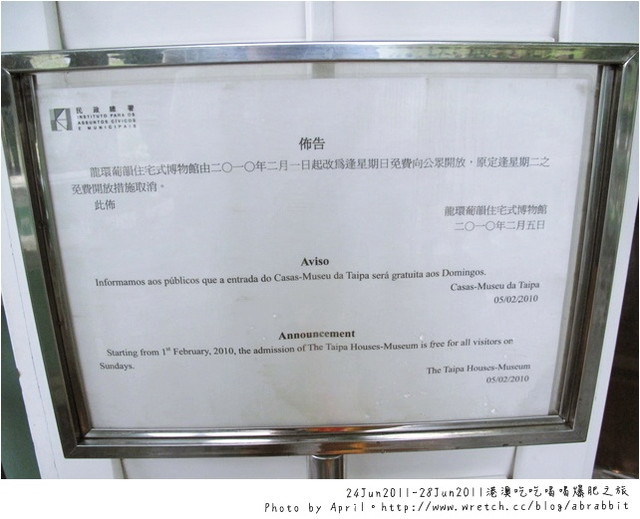 民政總署
INSTITUTO PARA OS
ASSUNTOS CÍVICOS
E MUNICIPAIS
佈告
龍環葡韻住宅式博物館由二○一○年二月一日起改為逢星期日免費向公眾開放，原定逢星期二之
免費開放措施取消。
此佈
龍環葡韻住宅式博物館
二○一○年二月五日
Aviso
Informamos aos públicos que a entrada do Casas-Museu da Taipa será gratuita aos Domingos.
Casas-Museu da Taipa
05/02/2010
Announcement
Starting from 1st February, 2010, the admission of The Taipa Houses-Museum is free for all visitors on
Sundays.
The Taipa Houses-Museum
05/02/2010
24Jun2011-28Jun2011港澳吃吃喝喝爆肥之旅
Photo by April。http://www.wretch.cc/blog/abrabbit